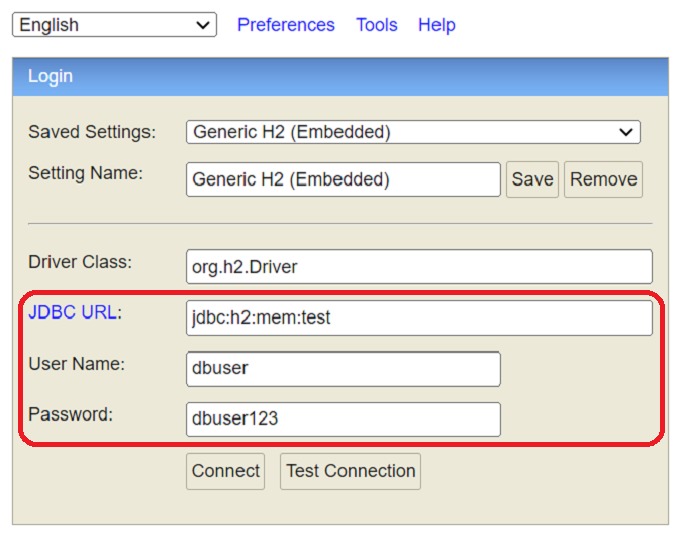 English Preferences Tools Help
Login
Saved Settings: Generic H2 (Embedded)
Setting Name: Generic H2 (Embedded) Save Remove
Driver Class: org.h2.Driver
JDBC URL: jdbc:h2:mem:test
User Name: dbuser
Password: dbuser123
Connect Test Connection